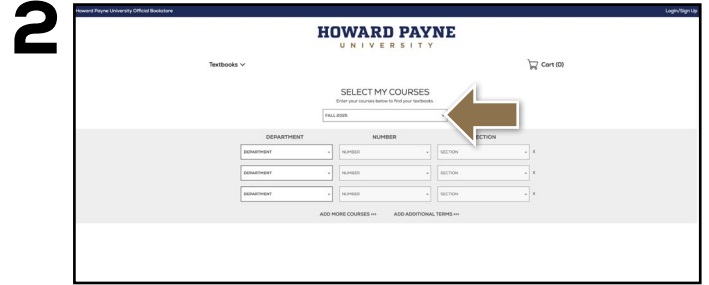 2
Howard Payne University Official Bookstore
Login/Sign Up
HOWARD PAYNE
UNIVERSITY
Textbooks
Cart (0)
SELECT MY COURSES
Enter your courses below to find your textbooks.
FALL 2025
DEPARTMENT NUMBER
DEPARTMENT NUMBER SECTION X
DEPARTMENT NUMBER SECTION X
DEPARTMENT NUMBER SECTION X
ADD MORE COURSES ADD ADDITIONAL TERMS